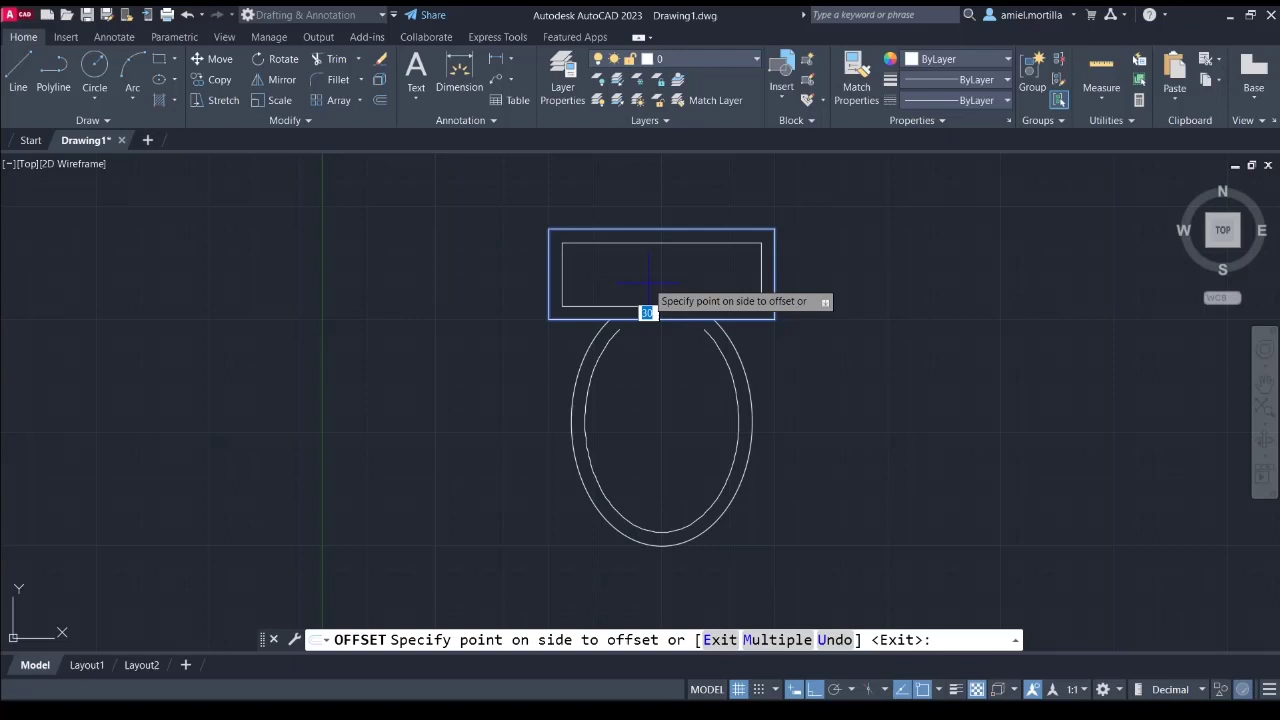 CAD
Drafting & Annotation
Share
Autodesk AutoCAD 2023 Drawing1.dwg
Type a keyword or phrase
amiel.mortilla
Home Insert Annotate Parametric View Manage Output Add-ins Collaborate Express Tools Featured Apps
Move Rotate Trim
0
ByLayer
Copy Mirror Fillet
ByLayer
Line Polyline Circle Arc
Text Dimension
Layer Properties
Insert
Match Properties
Group
Measure
Paste
Base
Stretch Scale Array
Table
Match Layer
ByLayer
Draw Modify Annotation Layers Block Properties Groups Utilities Clipboard View
Start Drawing1*
[−][Top][2D Wireframe]
N
W TOP E
S
WCS
Specify point on side to offset or
30
Y
X
OFFSET Specify point on side to offset or [Exit Multiple Undo] <Exit>:
Model Layout1 Layout2
MODEL 1:1 Decimal